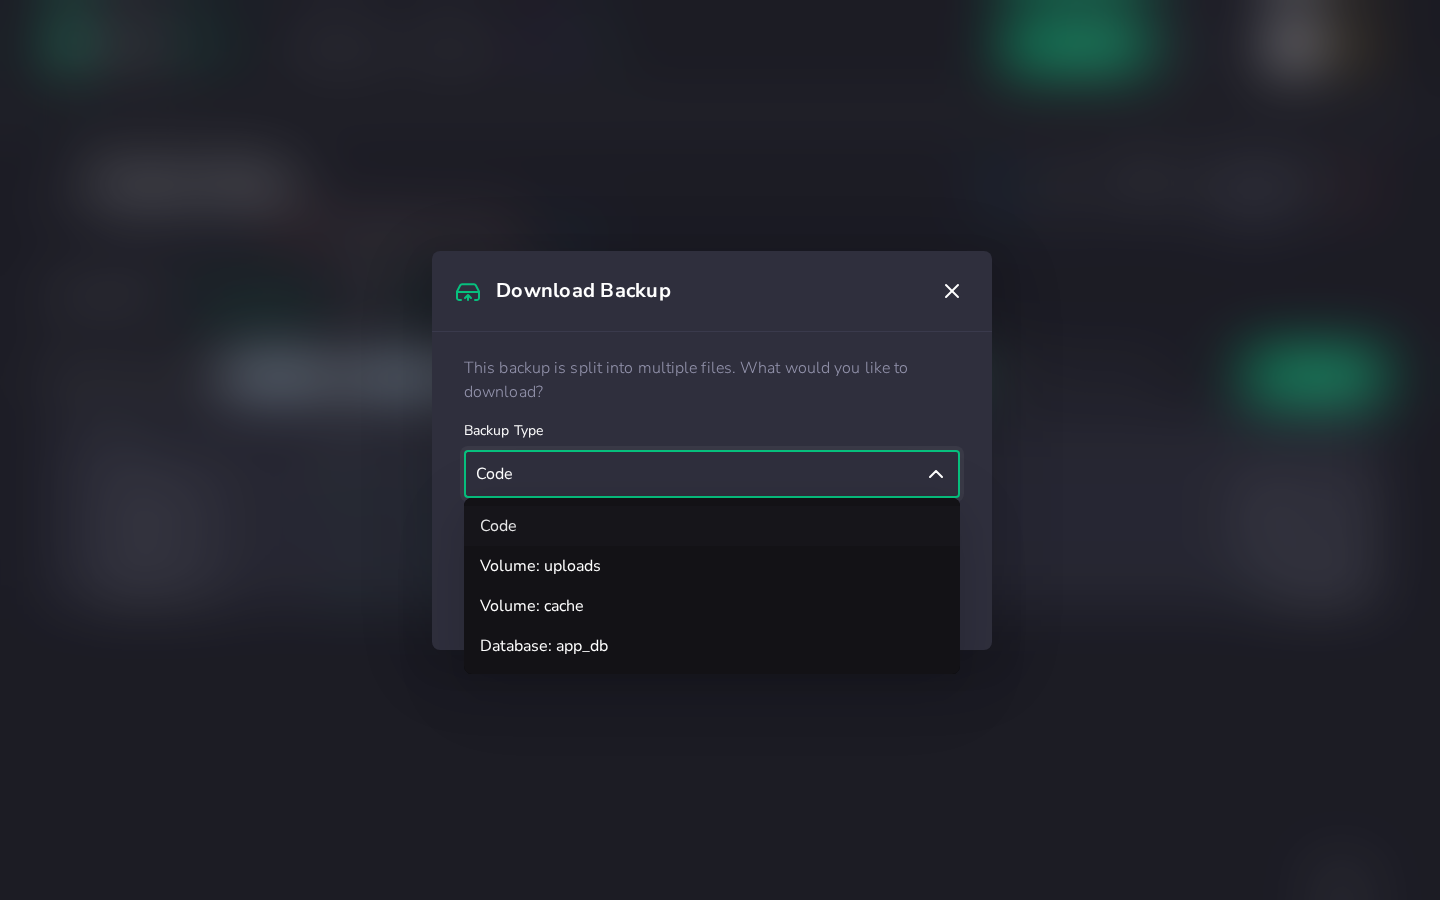 Download Backup
This backup is split into multiple files. What would you like to
download?
Backup Type
Code
Code
Volume: uploads
Volume: cache
Database: app_db